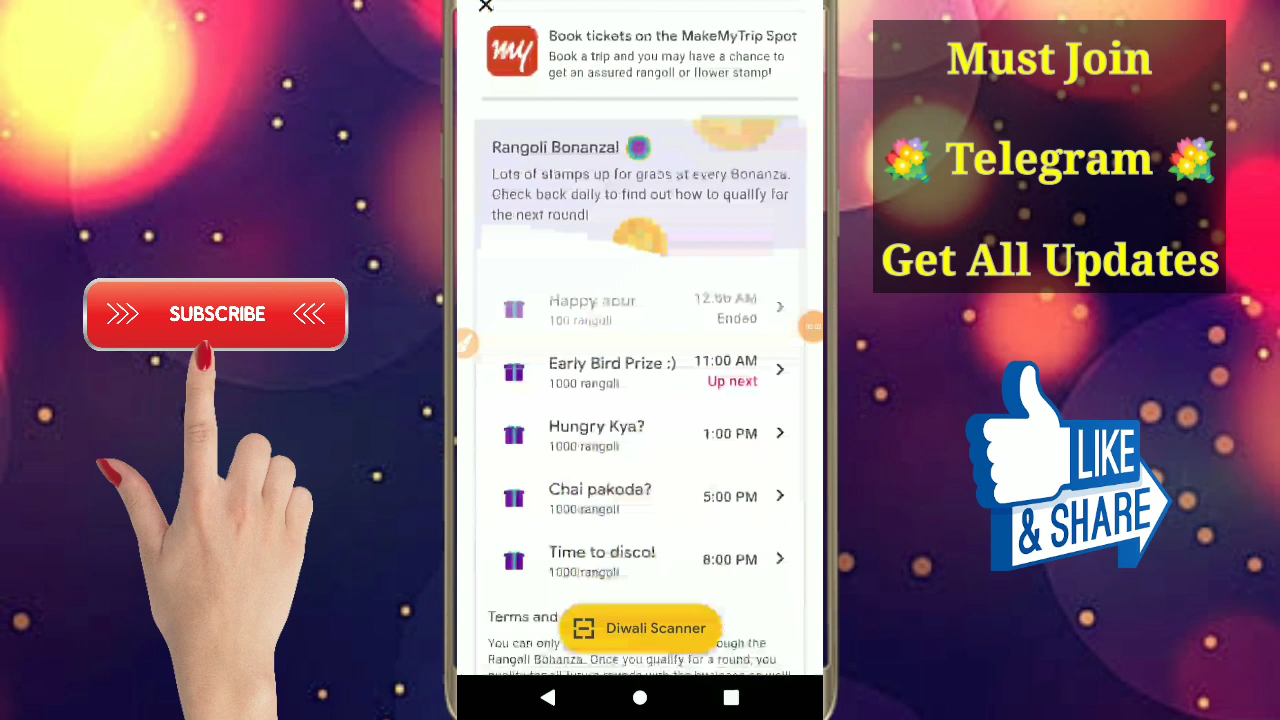 Book tickets on the MakeMyTrip Spot
Book a trip and you may have a chance to
get an assured rangoli or flower stamp!
my
Rangoli Bonanza!
Lots of stamps up for grabs at every Bonanza.
Check back daily to find out how to qualify for
the next round!
Happy 12:00 AM
100 rangoli Ended
Early Bird Prize :) 11:00 AM
1000 rangoli Up next
Hungry Kya? 1:00 PM
1000 rangoli
Chai pakoda? 5:00 PM
1000 rangoli
Time to disco! 8:00 PM
1000 rangoli
Terms and
Diwali Scanner
You can only ough the
Rangoli Bonanza. Once you qualify for a round, you
SUBSCRIBE
Must Join
Telegram
Get All Updates
LIKE
& SHARE